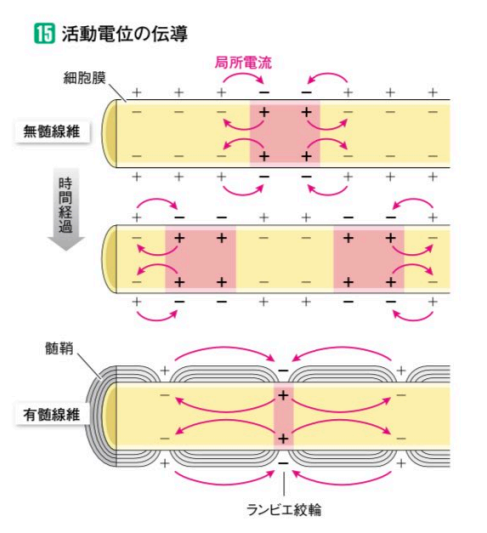 15 活動電位の伝導
局所電流
細胞膜
+ + + − − + + +
− − − + + − − −
無髄線維
− − − + + − − −
+ + + − − + + +
時間経過
+ − − + + − − +
− + + − − + + −
− + + − − + + −
+ − − + + − − +
髄鞘
+ − +
− + −
有髄線維
− + −
+ − +
ランビエ絞輪